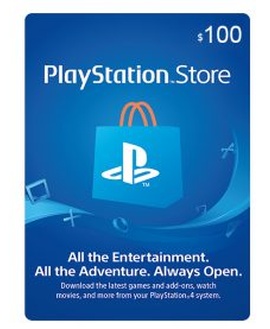 $100
PlayStation.Store
TM
All the Entertainment.
All the Adventure. Always Open.
Download the latest games and add-ons, watch
movies, and more from your PlayStation®4 system.